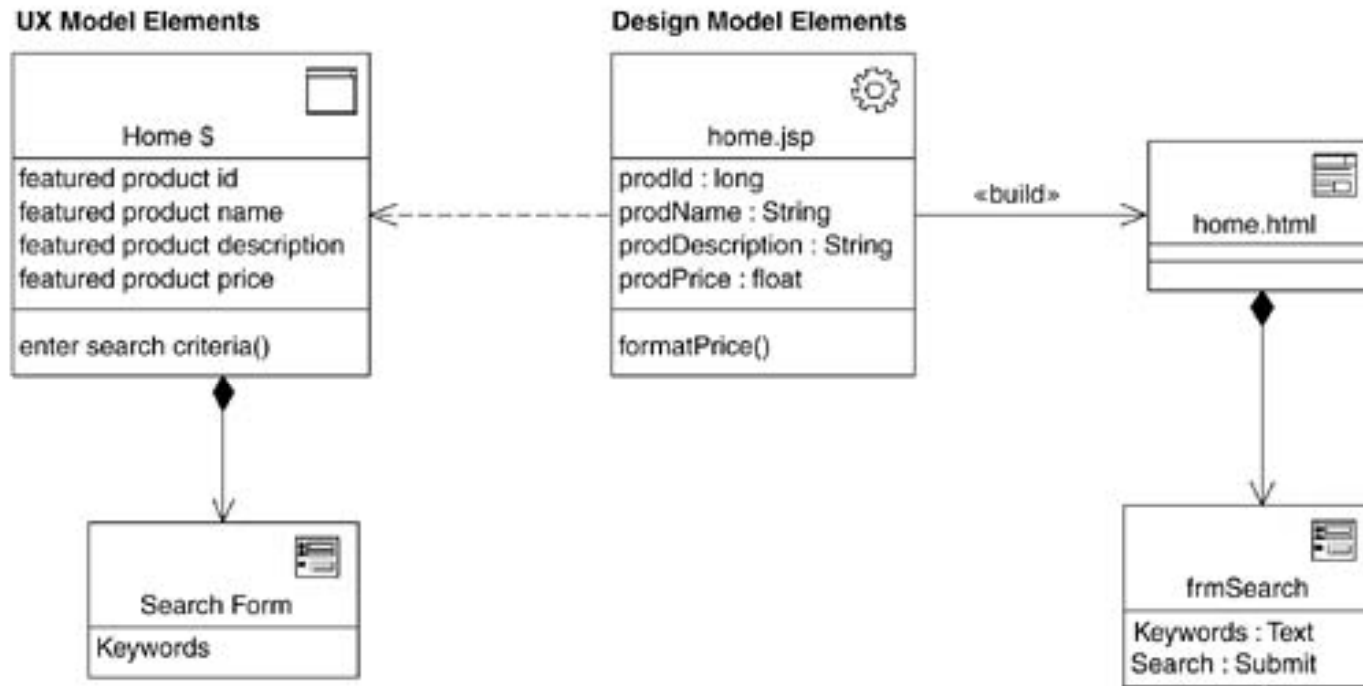 UX Model Elements
Design Model Elements
Home $
featured product id
featured product name
featured product description
featured product price
enter search criteria()
home.jsp
prodId : long
prodName : String
prodDescription : String
prodPrice : float
formatPrice()
«build»
home.html
Search Form
Keywords
frmSearch
Keywords : Text
Search : Submit